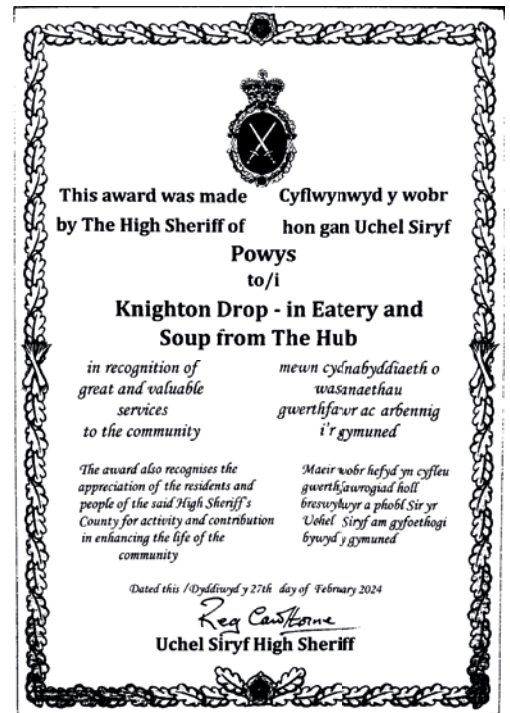 This award was made
by The High Sheriff of
Cyflwynwyd y wobr
hon gan Uchel Siryf
Powys
to/i
Knighton Drop - in Eatery and
Soup from The Hub
in recognition of
great and valuable
services
to the community
mewn cydnabyddiaeth o
wasanaethau
gwerthfawr ac arbennig
i'r gymuned
The award also recognises the
appreciation of the residents and
people of the said High Sheriff's
County for activity and contribution
in enhancing the life of the
community
Maeir wobr hefyd yn cyfleu
gwerthfawrogiad holl
breswylwyr a phobl Sir yr
Uchel Siryf am gyfoethogi
bywyd y gymuned
Dated this / Dyddiwyd y 27th day of February 2024
Reg Cawthorne
Uchel Siryf High Sheriff